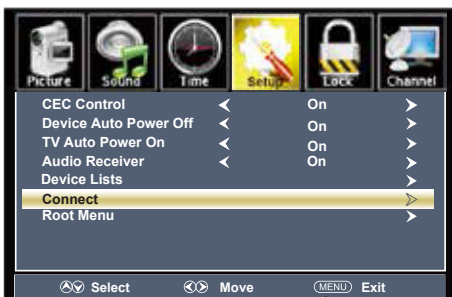 Picture Sound Time Setup Lock Channel
CEC Control On
Device Auto Power Off On
TV Auto Power On On
Audio Receiver On
Device Lists
Connect
Root Menu
Select Move MENU Exit